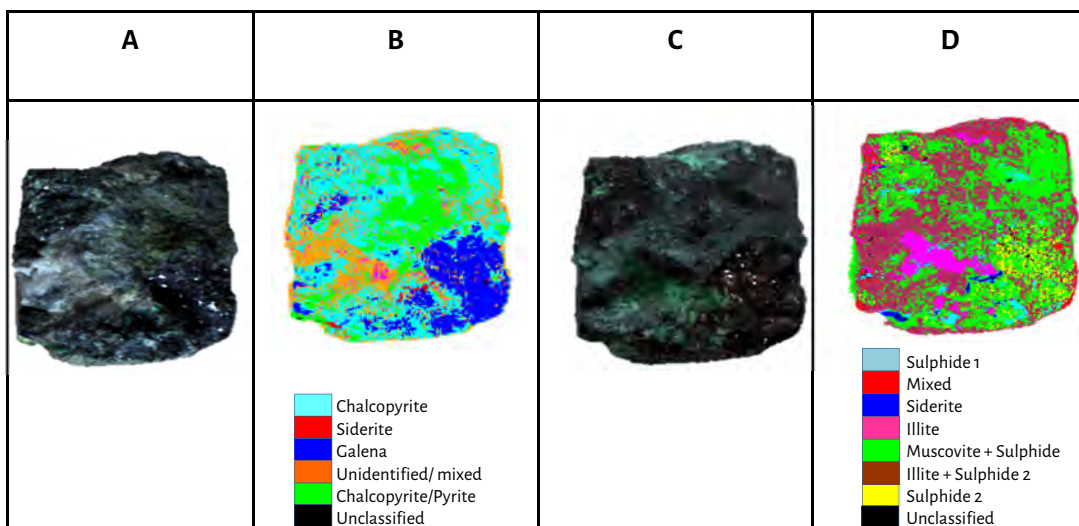 A
B
C
D
Chalcopyrite
Siderite
Galena
Unidentified/ mixed
Chalcopyrite/Pyrite
Unclassified
Sulphide 1
Mixed
Siderite
Illite
Muscovite + Sulphide
Illite + Sulphide 2
Sulphide 2
Unclassified